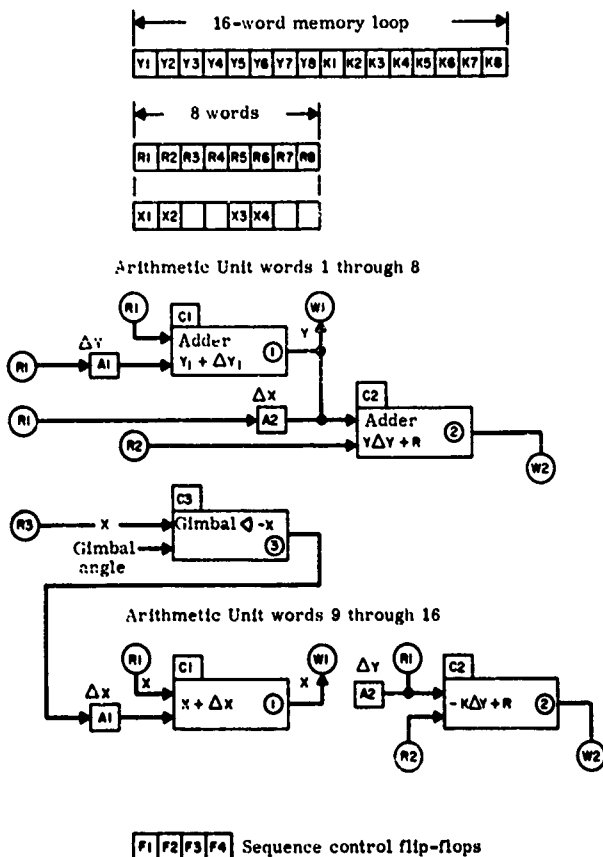 16-word memory loop
Y1 Y2 Y3 Y4 Y5 Y6 Y7 Y8 K1 K2 K3 K4 K5 K6 K7 K8
8 words
R1 R2 R3 R4 R5 R6 R7 R8
X1 X2 X3 X4
Arithmetic Unit words 1 through 8
R1 C1 W1
ΔY Adder Y
R1 A1 Y1 + ΔY1 1
ΔX C2
R1 A2 Adder
R2 YΔY + R 2
W2
C3
R3 X Gimbal ∢ -X
Gimbal 3
angle
Arithmetic Unit words 9 through 16
R1 C1 W1 ΔY R1 C2
ΔX X X A2
A1 X + ΔX 1 -KΔY + R 2
R2 W2
F1 F2 F3 F4 Sequence control flip-flops